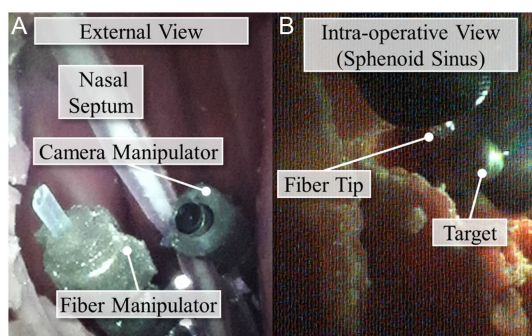 A
External View
Nasal
Septum
Camera Manipulator
Fiber Manipulator
B
Intra-operative View
(Sphenoid Sinus)
Fiber Tip
Target